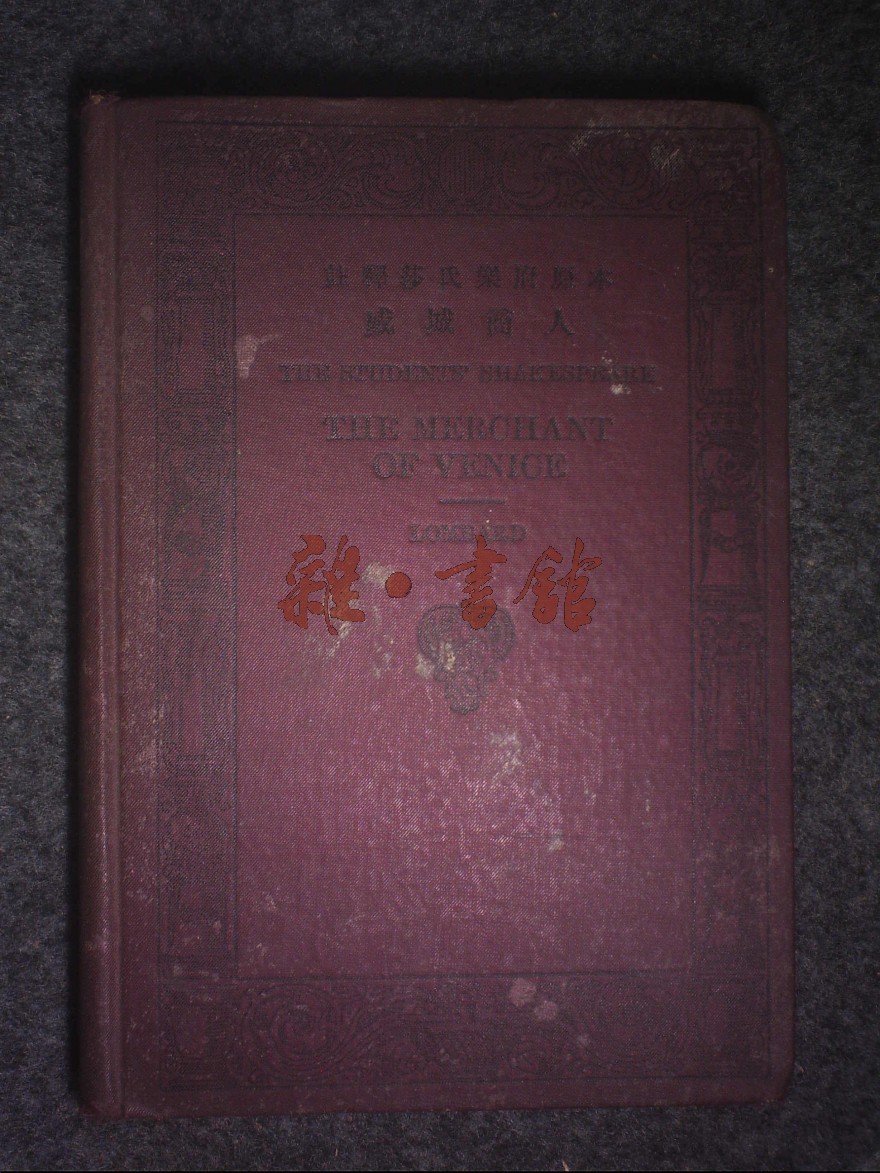 註釋莎氏樂府原本
威城商人
THE STUDENTS' SHAKESPEARE
THE MERCHANT
OF VENICE
LOMBARD
雜·書館